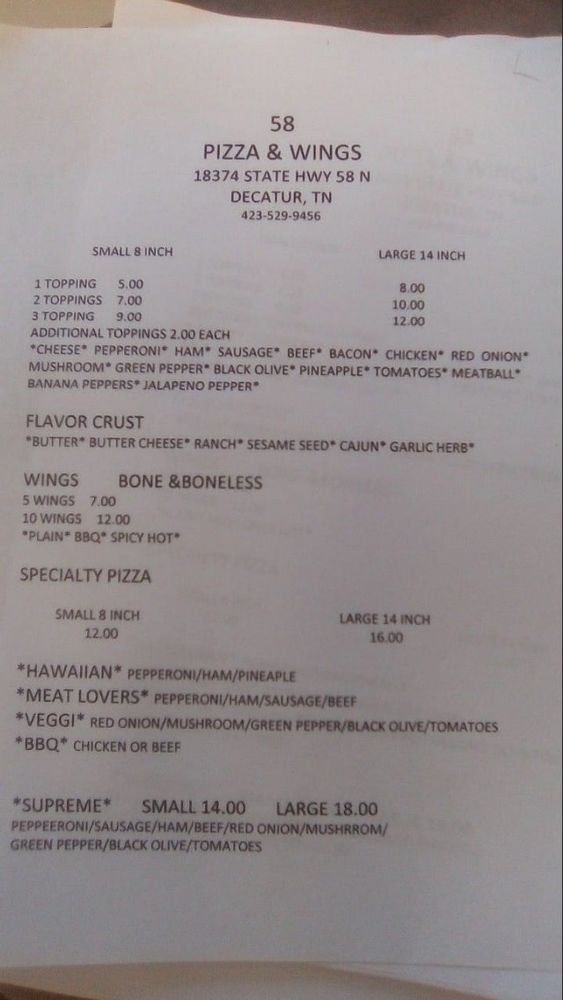 58
PIZZA & WINGS
18374 STATE HWY 58 N
DECATUR, TN
423-529-9456
SMALL 8 INCH LARGE 14 INCH
1 TOPPING 5.00 8.00
2 TOPPINGS 7.00 10.00
3 TOPPING 9.00 12.00
ADDITIONAL TOPPINGS 2.00 EACH
*CHEESE* PEPPERONI* HAM* SAUSAGE* BEEF* BACON* CHICKEN* RED ONION*
MUSHROOM* GREEN PEPPER* BLACK OLIVE* PINEAPPLE* TOMATOES* MEATBALL*
BANANA PEPPERS* JALAPENO PEPPER*
FLAVOR CRUST
*BUTTER* BUTTER CHEESE* RANCH* SESAME SEED* CAJUN* GARLIC HERB*
WINGS BONE &BONELESS
5 WINGS 7.00
10 WINGS 12.00
*PLAIN* BBQ* SPICY HOT*
SPECIALTY PIZZA
SMALL 8 INCH LARGE 14 INCH
12.00 16.00
*HAWAIIAN* PEPPERONI/HAM/PINEAPLE
*MEAT LOVERS* PEPPERONI/HAM/SAUSAGE/BEEF
*VEGGI* RED ONION/MUSHROOM/GREEN PEPPER/BLACK OLIVE/TOMATOES
*BBQ* CHICKEN OR BEEF
*SUPREME* SMALL 14.00 LARGE 18.00
PEPPEERONI/SAUSAGE/HAM/BEEF/RED ONION/MUSHRROM/
GREEN PEPPER/BLACK OLIVE/TOMATOES